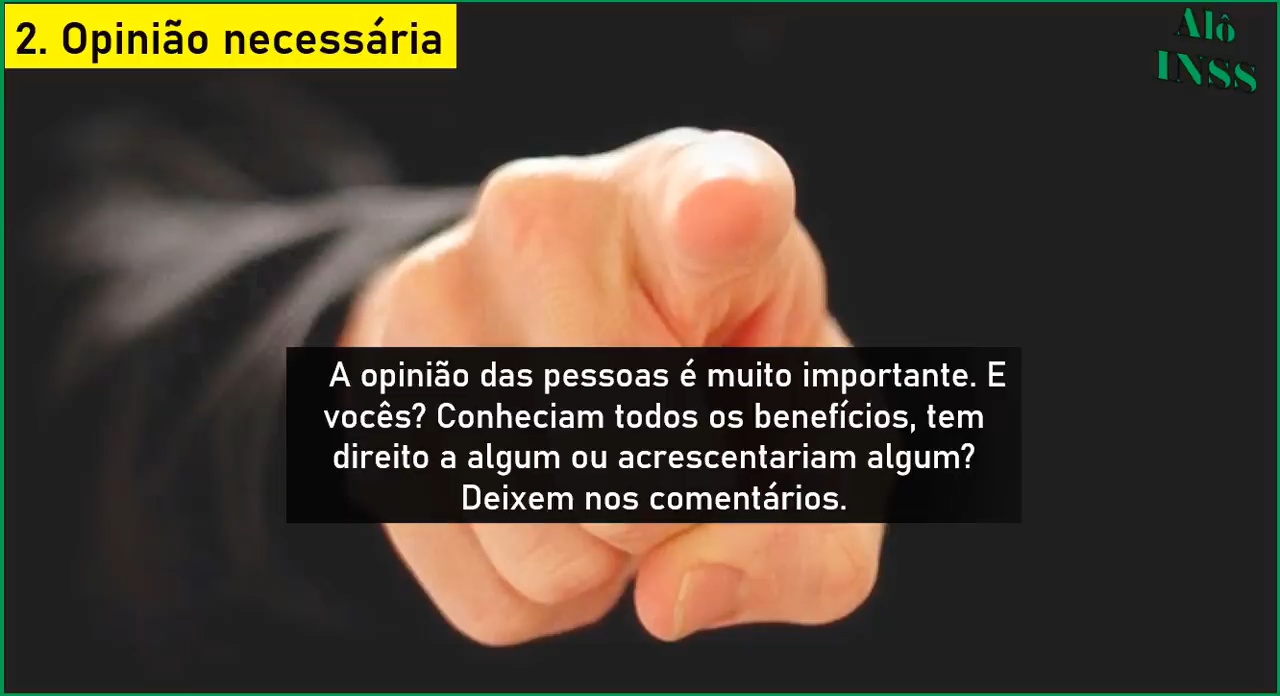 2. Opinião necessária
Alô
INSS
A opinião das pessoas é muito importante. E
vocês? Conheciam todos os benefícios, tem
direito a algum ou acrescentariam algum?
Deixem nos comentários.